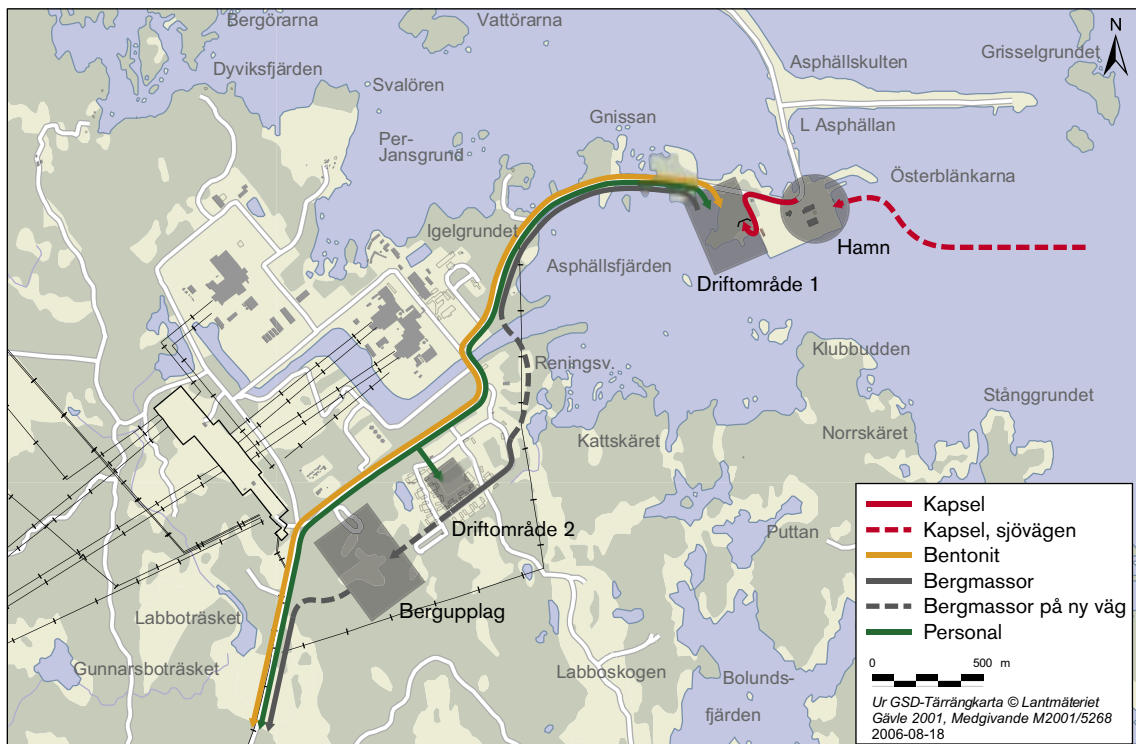 Bergörarna
Vattörarna
N
Grisselgrundet
Dyviksfjärden
Asphällskulten
Svalören
Gnissan
L Asphällan
Per-
Jansgrund
Österblänkarna
Igelgrundet
Hamn
Asphällsfjärden
Driftområde 1
Klubbudden
Reningsv.
Stånggrundet
Norrskäret
Kattskäret
Kapsel
Kapsel, sjövägen
Bentonit
Bergmassor
Bergmassor på ny väg
Personal
0 500 m
Ur GSD-Tärrängkarta © Lantmäteriet
Gävle 2001, Medgivande M2001/5268
2006-08-18
Driftområde 2
Puttan
Bergupplag
Labboträsket
Gunnarsboträsket
Labboskogen
Bolunds-
fjärden